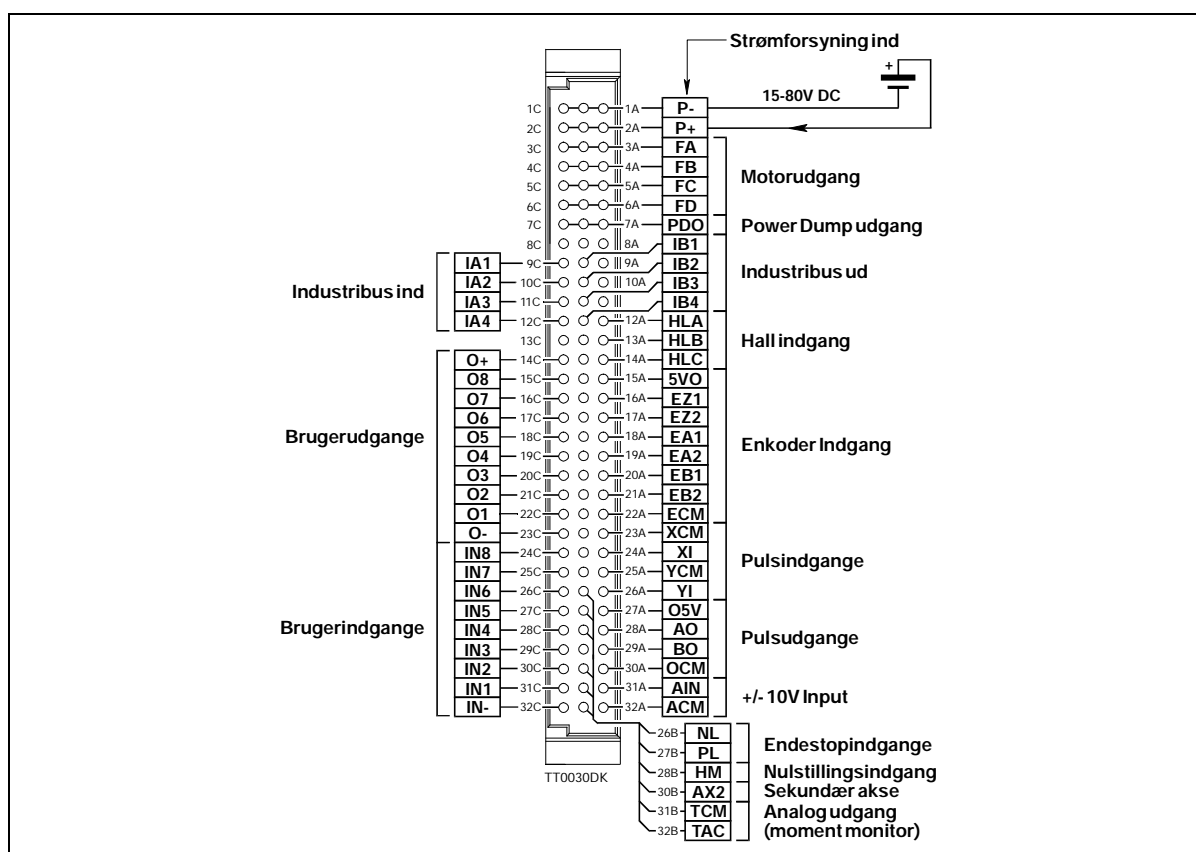 Strømforsyning ind
+
15-80V DC
1C 1A P-
2C 2A P+
3C 3A FA
4C 4A FB
5C 5A FC
6C 6A FD
Motorudgang
7C 7A PDO
Power Dump udgang
8C 8A IB1
IA1 9C 9A IB2
IA2 10C 10A IB3
IA3 11C IB4
Industribus ind
Industribus ud
IA4 12C 12A HLA
13C 13A HLB
O+ 14C 14A HLC
Hall indgang
O8 15C 15A 5VO
O7 16C 16A EZ1
O6 17C 17A EZ2
O5 18C 18A EA1
O4 19C 19A EA2
O3 20C 20A EB1
O2 21C 21A EB2
O1 22C 22A ECM
Brugerudgange
Enkoder Indgang
O- 23C 23A XCM
IN8 24C 24A XI
IN7 25C 25A YCM
IN6 26C 26A YI
Pulsindgange
IN5 27C 27A O5V
IN4 28C 28A AO
IN3 29C 29A BO
IN2 30C 30A OCM
Brugerindgange
Pulsudgange
IN1 31C 31A AIN
IN- 32C 32A ACM
+/- 10V Input
26B NL
27B PL
Endestopindgange
28B HM Nulstillingsindgang
30B AX2 Sekundær akse
31B TCM Analog udgang
32B TAC (moment monitor)
TT0030DK